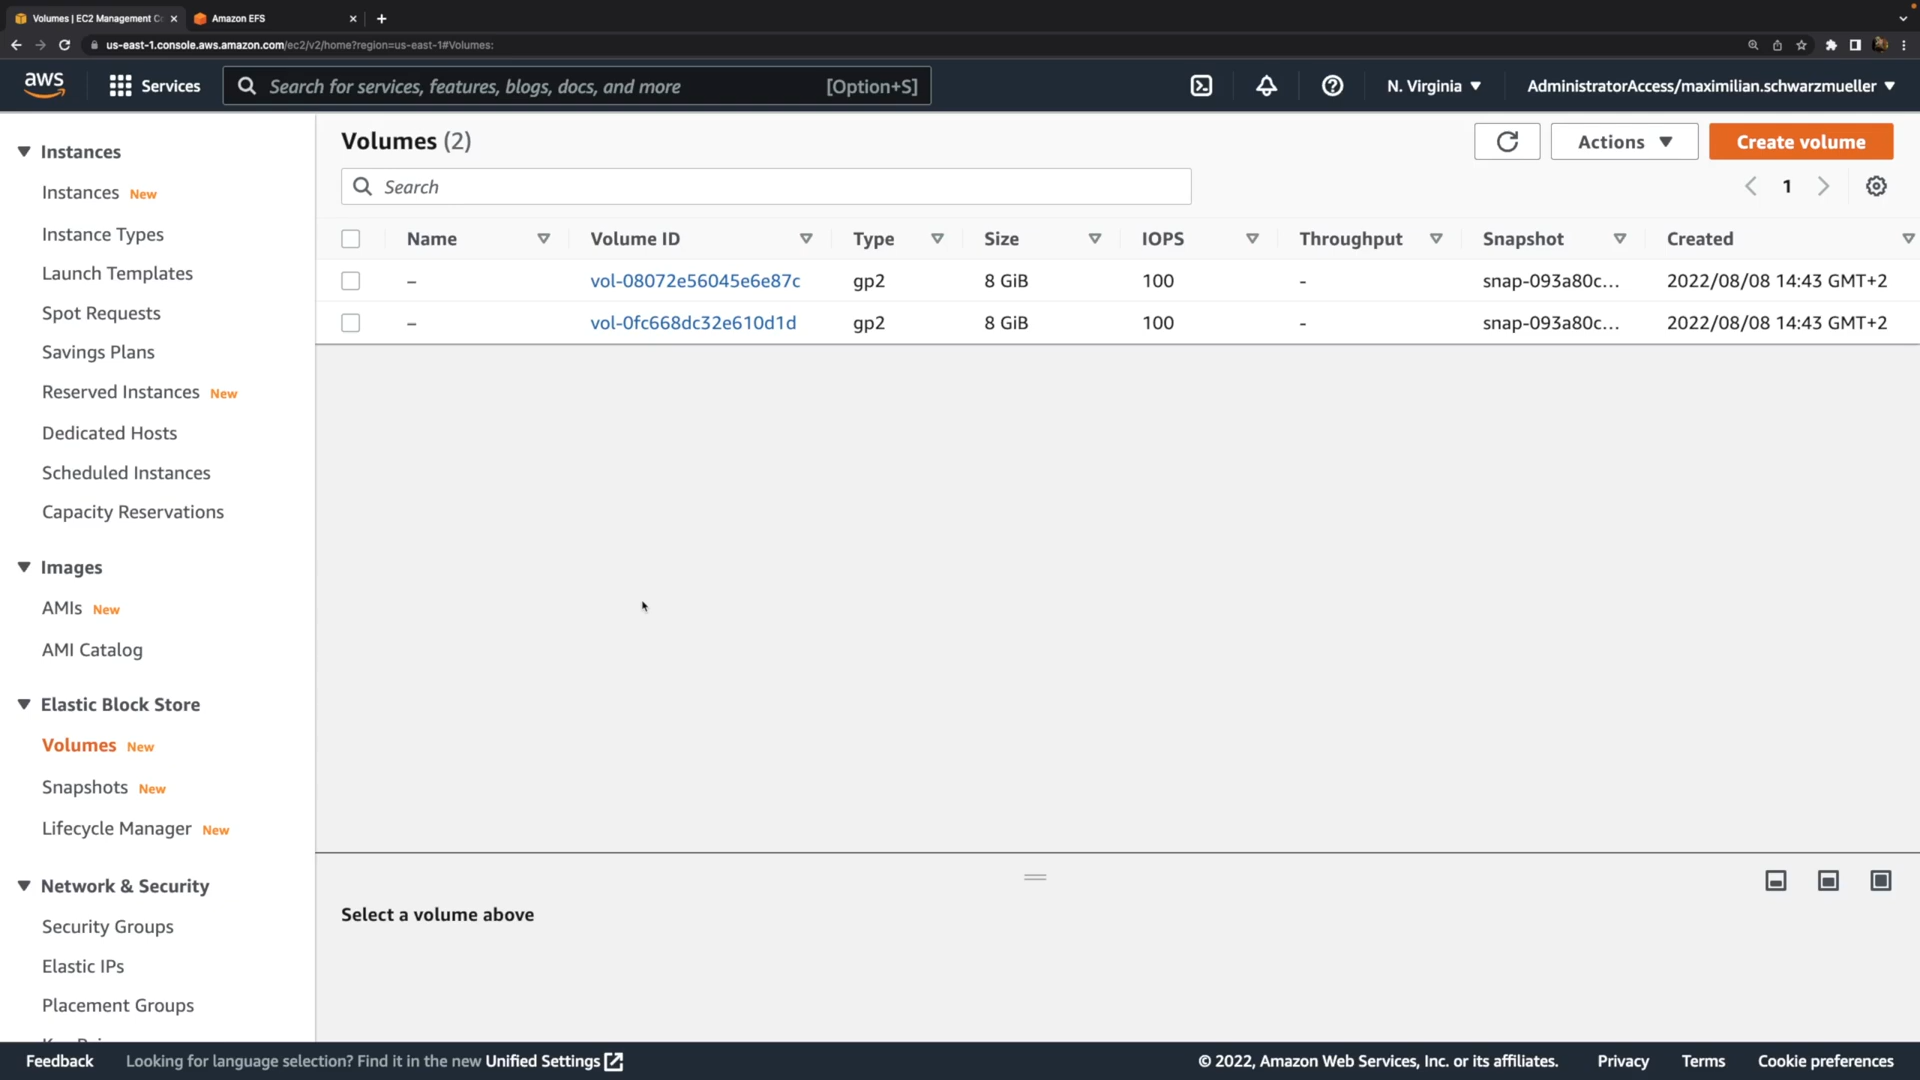 Volumes | EC2 Management Co
Amazon EFS
us-east-1.console.aws.amazon.com/ec2/v2/home?region=us-east-1#Volumes:
aws
Services
Search for services, features, blogs, docs, and more
[Option+S]
N. Virginia
AdministratorAccess/maximilian.schwarzmueller
Instances
Instances New
Instance Types
Launch Templates
Spot Requests
Savings Plans
Reserved Instances New
Dedicated Hosts
Scheduled Instances
Capacity Reservations
Images
AMIs New
AMI Catalog
Elastic Block Store
Volumes New
Snapshots New
Lifecycle Manager New
Network & Security
Security Groups
Elastic IPs
Placement Groups
Volumes (2)
Actions
Create volume
Search
1
Name Volume ID Type Size IOPS Throughput Snapshot Created
– vol-08072e56045e6e87c gp2 8 GiB 100 - snap-093a80c... 2022/08/08 14:43 GMT+2
– vol-0fc668dc32e610d1d gp2 8 GiB 100 - snap-093a80c... 2022/08/08 14:43 GMT+2
Select a volume above
Feedback
Looking for language selection? Find it in the new Unified Settings
© 2022, Amazon Web Services, Inc. or its affiliates.
Privacy
Terms
Cookie preferences